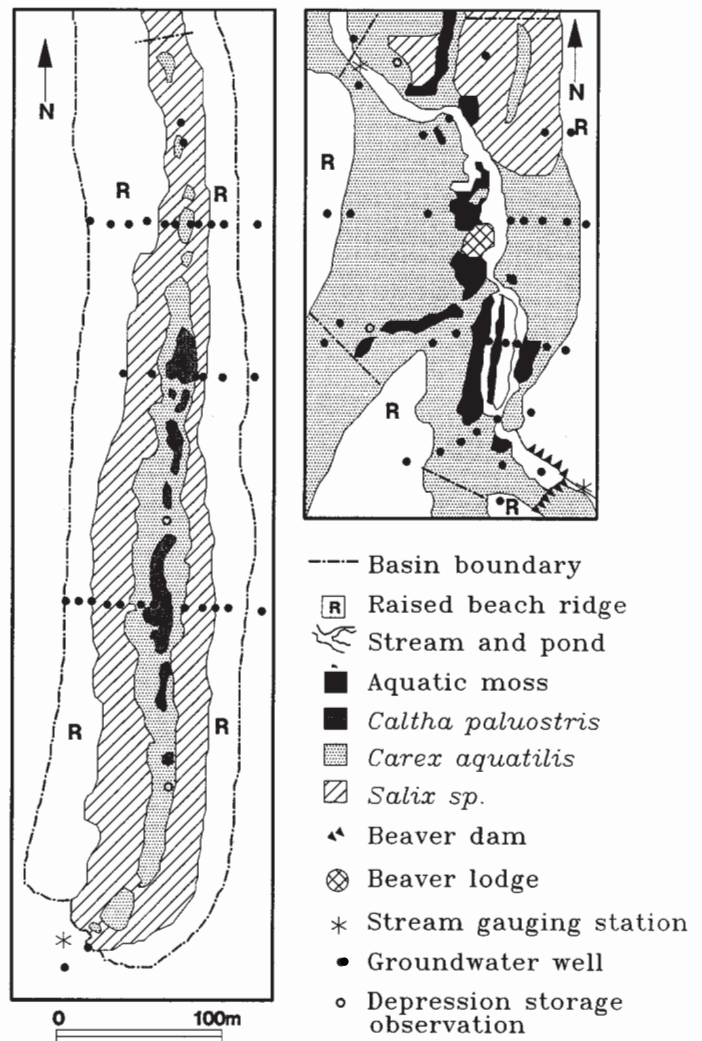 N
R
R
R
R
0 100m
N
R
R
R
R
Basin boundary
R Raised beach ridge
Stream and pond
Aquatic moss
Caltha paluostris
Carex aquatilis
Salix sp.
Beaver dam
Beaver lodge
Stream gauging station
Groundwater well
Depression storage
observation